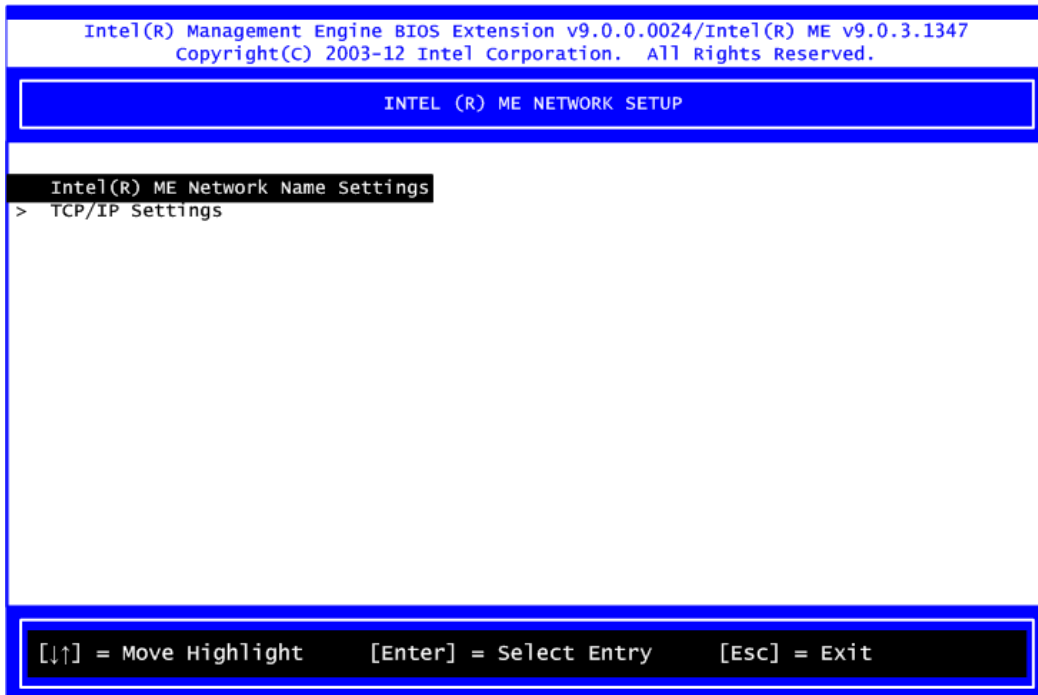 Intel(R) Management Engine BIOS Extension v9.0.0.0024/Intel(R) ME v9.0.3.1347
Copyright(C) 2003-12 Intel Corporation.  All Rights Reserved.
INTEL (R) ME NETWORK SETUP
Intel(R) ME Network Name Settings
> TCP/IP Settings
[↓↑] = Move Highlight [Enter] = Select Entry [Esc] = Exit